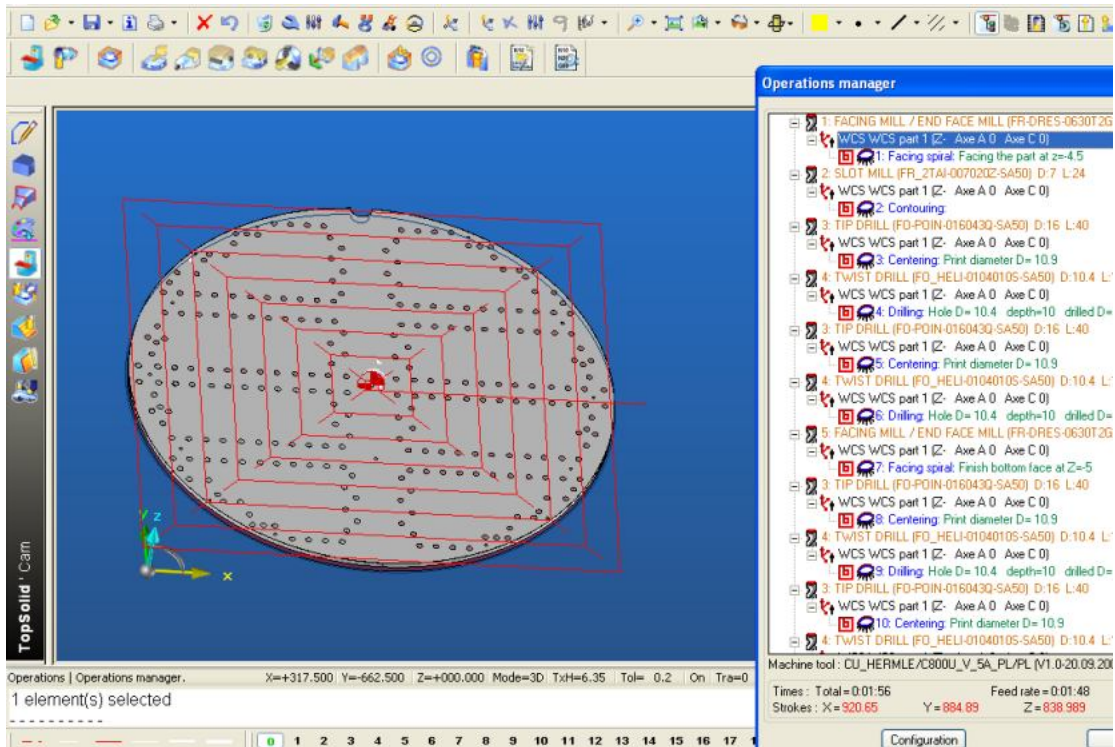 Operations manager
1: FACING MILL / END FACE MILL (FR-DRES-0630T2G
WCS WCS part 1 (Z- Axe A 0 Axe C 0)
1: Facing spiral: Facing the part at z=-4.5
2: SLOT MILL (FR_2TAI-007020Z-SA50) D:7 L:24
WCS WCS part 1 (Z- Axe A 0 Axe C 0)
2: Contouring:
3: TIP DRILL (FO-POIN-016043Q-SA50) D:16 L:40
WCS WCS part 1 (Z- Axe A 0 Axe C 0)
3: Centering: Print diameter D= 10.9
4: TWIST DRILL (FO_HELI-010401OS-SA50) D:10.4 L:
WCS WCS part 1 (Z- Axe A 0 Axe C 0)
4: Drilling: Hole D= 10.4 depth=10 drilled D=
3: TIP DRILL (FO-POIN-016043Q-SA50) D:16 L:40
WCS WCS part 1 (Z- Axe A 0 Axe C 0)
5: Centering: Print diameter D= 10.9
4: TWIST DRILL (FO_HELI-010401OS-SA50) D:10.4 L:
WCS WCS part 1 (Z- Axe A 0 Axe C 0)
6: Drilling: Hole D= 10.4 depth=10 drilled D=
5: FACING MILL / END FACE MILL (FR-DRES-0630T2G
WCS WCS part 1 (Z- Axe A 0 Axe C 0)
7: Facing spiral: Finish bottom face at Z=-5
3: TIP DRILL (FO-POIN-016043Q-SA50) D:16 L:40
WCS WCS part 1 (Z- Axe A 0 Axe C 0)
8: Centering: Print diameter D= 10.9
4: TWIST DRILL (FO_HELI-010401OS-SA50) D:10.4 L:
WCS WCS part 1 (Z- Axe A 0 Axe C 0)
9: Drilling: Hole D= 10.4 depth=10 drilled D=
3: TIP DRILL (FO-POIN-016043Q-SA50) D:16 L:40
WCS WCS part 1 (Z- Axe A 0 Axe C 0)
10: Centering: Print diameter D= 10.9
4: TWIST DRILL (FO_HELI-010401OS-SA50) D:10.4 L:
Machine tool : CU_HERMLE/C800U_V_5A_PL/PL (V1.0-20.09.200
Times : Total = 0:01:56 Feed rate = 0:01:48
Strokes : X = 920.65 Y = 884.89 Z = 838.989
Configuration
Y z
x
TopSolid'Cam
Operations | Operations manager. X=+317.500 Y=-662.500 Z=+000.000 Mode=3D TxH=6.35 Tol= 0.2 On Tra=0
1 element(s) selected
----------
0 1 2 3 4 5 6 7 8 9 10 11 12 13 14 15 16 17